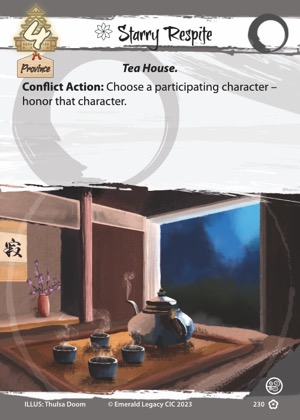 4
Starry Respite
Province
Tea House.
Conflict Action: Choose a participating character –
honor that character.
寂
ILLUS: Thulsa Doom © Emerald Legacy CIC 2023 230